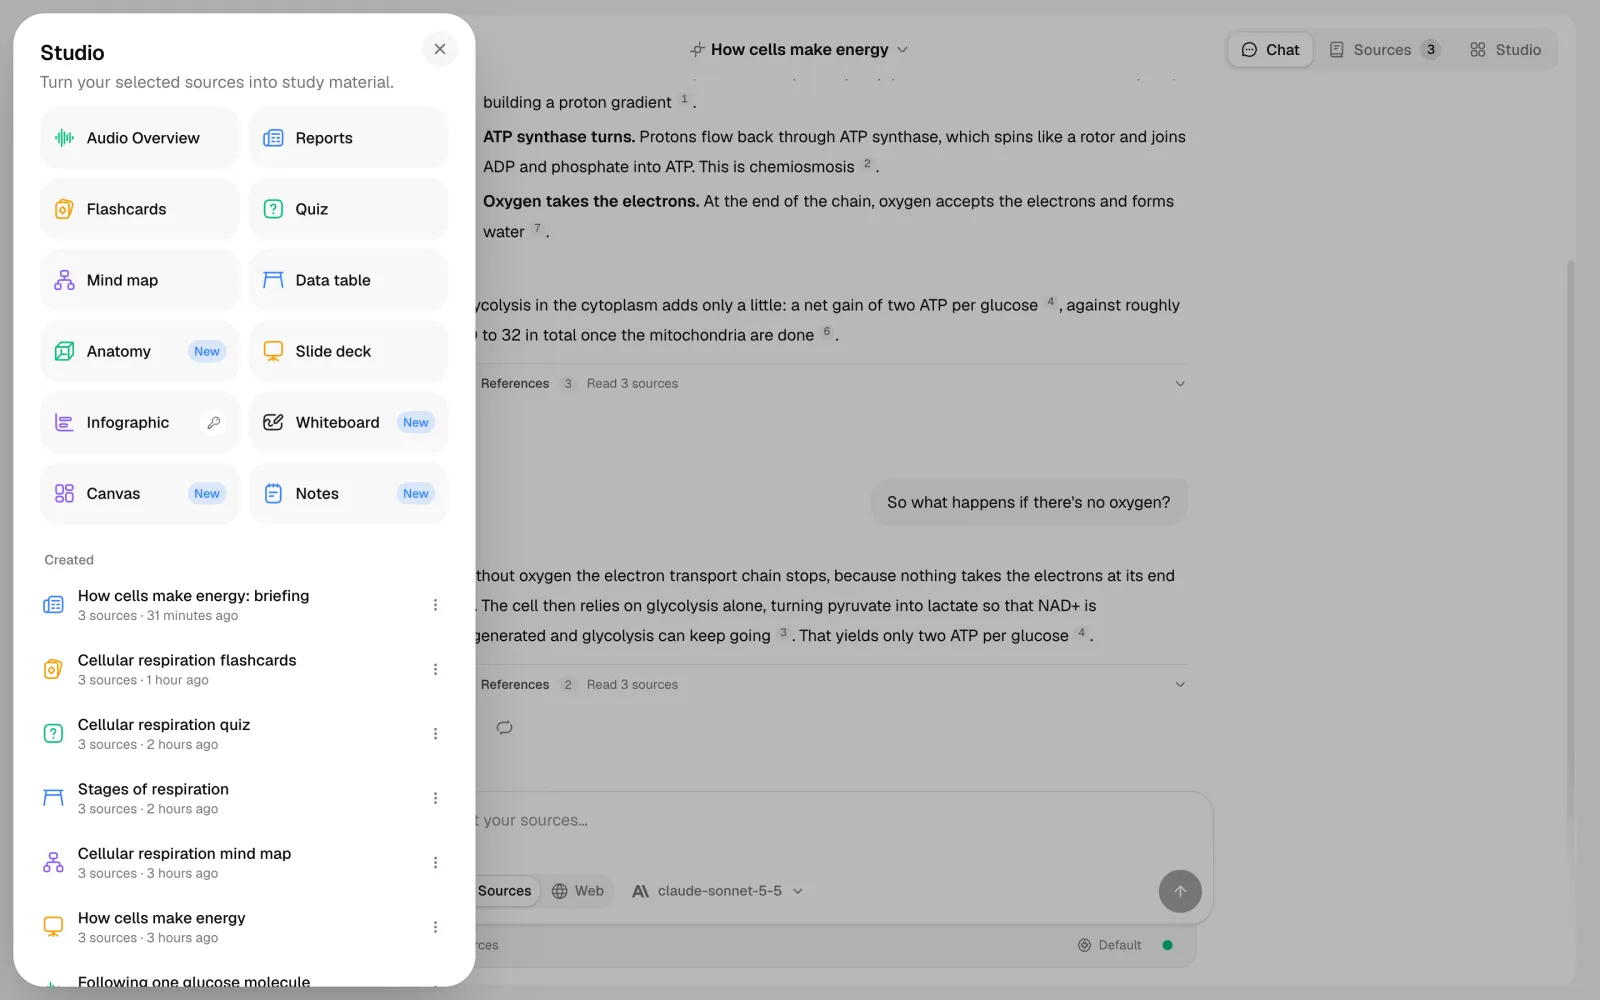 Studio
Turn your selected sources into study material.
Audio Overview
Reports
Flashcards
Quiz
Mind map
Data table
Anatomy New
Slide deck
Infographic
Whiteboard New
Canvas New
Notes New
Created
How cells make energy: briefing
3 sources · 31 minutes ago
Cellular respiration flashcards
3 sources · 1 hour ago
Cellular respiration quiz
3 sources · 2 hours ago
Stages of respiration
3 sources · 2 hours ago
Cellular respiration mind map
3 sources · 3 hours ago
How cells make energy
3 sources · 3 hours ago
Following one glucose molecule
How cells make energy
Chat
Sources 3
Studio
building a proton gradient 1 .
ATP synthase turns. Protons flow back through ATP synthase, which spins like a rotor and joins
ADP and phosphate into ATP. This is chemiosmosis 2 .
Oxygen takes the electrons. At the end of the chain, oxygen accepts the electrons and forms
water 7 .
ycolysis in the cytoplasm adds only a little: a net gain of two ATP per glucose 4 , against roughly
to 32 in total once the mitochondria are done 6 .
References 3 Read 3 sources
So what happens if there's no oxygen?
thout oxygen the electron transport chain stops, because nothing takes the electrons at its end
. The cell then relies on glycolysis alone, turning pyruvate into lactate so that NAD+ is
generated and glycolysis can keep going 3 . That yields only two ATP per glucose 4 .
References 2 Read 3 sources
t your sources...
Sources
Web
claude-sonnet-5-5
rces
Default